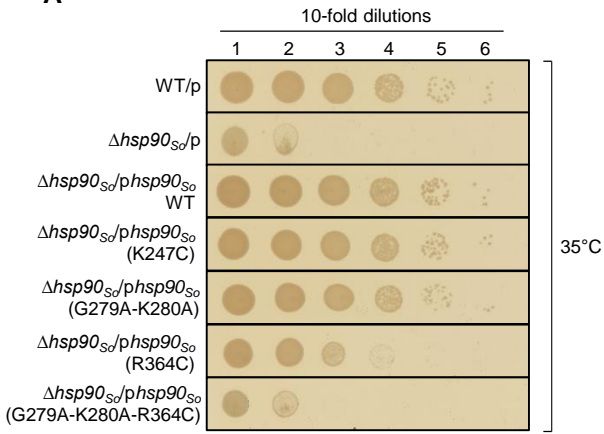 10-fold dilutions
1 2 3 4 5 6
WT/p
Δhsp90So/p
Δhsp90So/phsp90So
WT
Δhsp90So/phsp90So
(K247C)
Δhsp90So/phsp90So
(G279A-K280A)
Δhsp90So/phsp90So
(R364C)
Δhsp90So/phsp90So
(G279A-K280A-R364C)
35°C